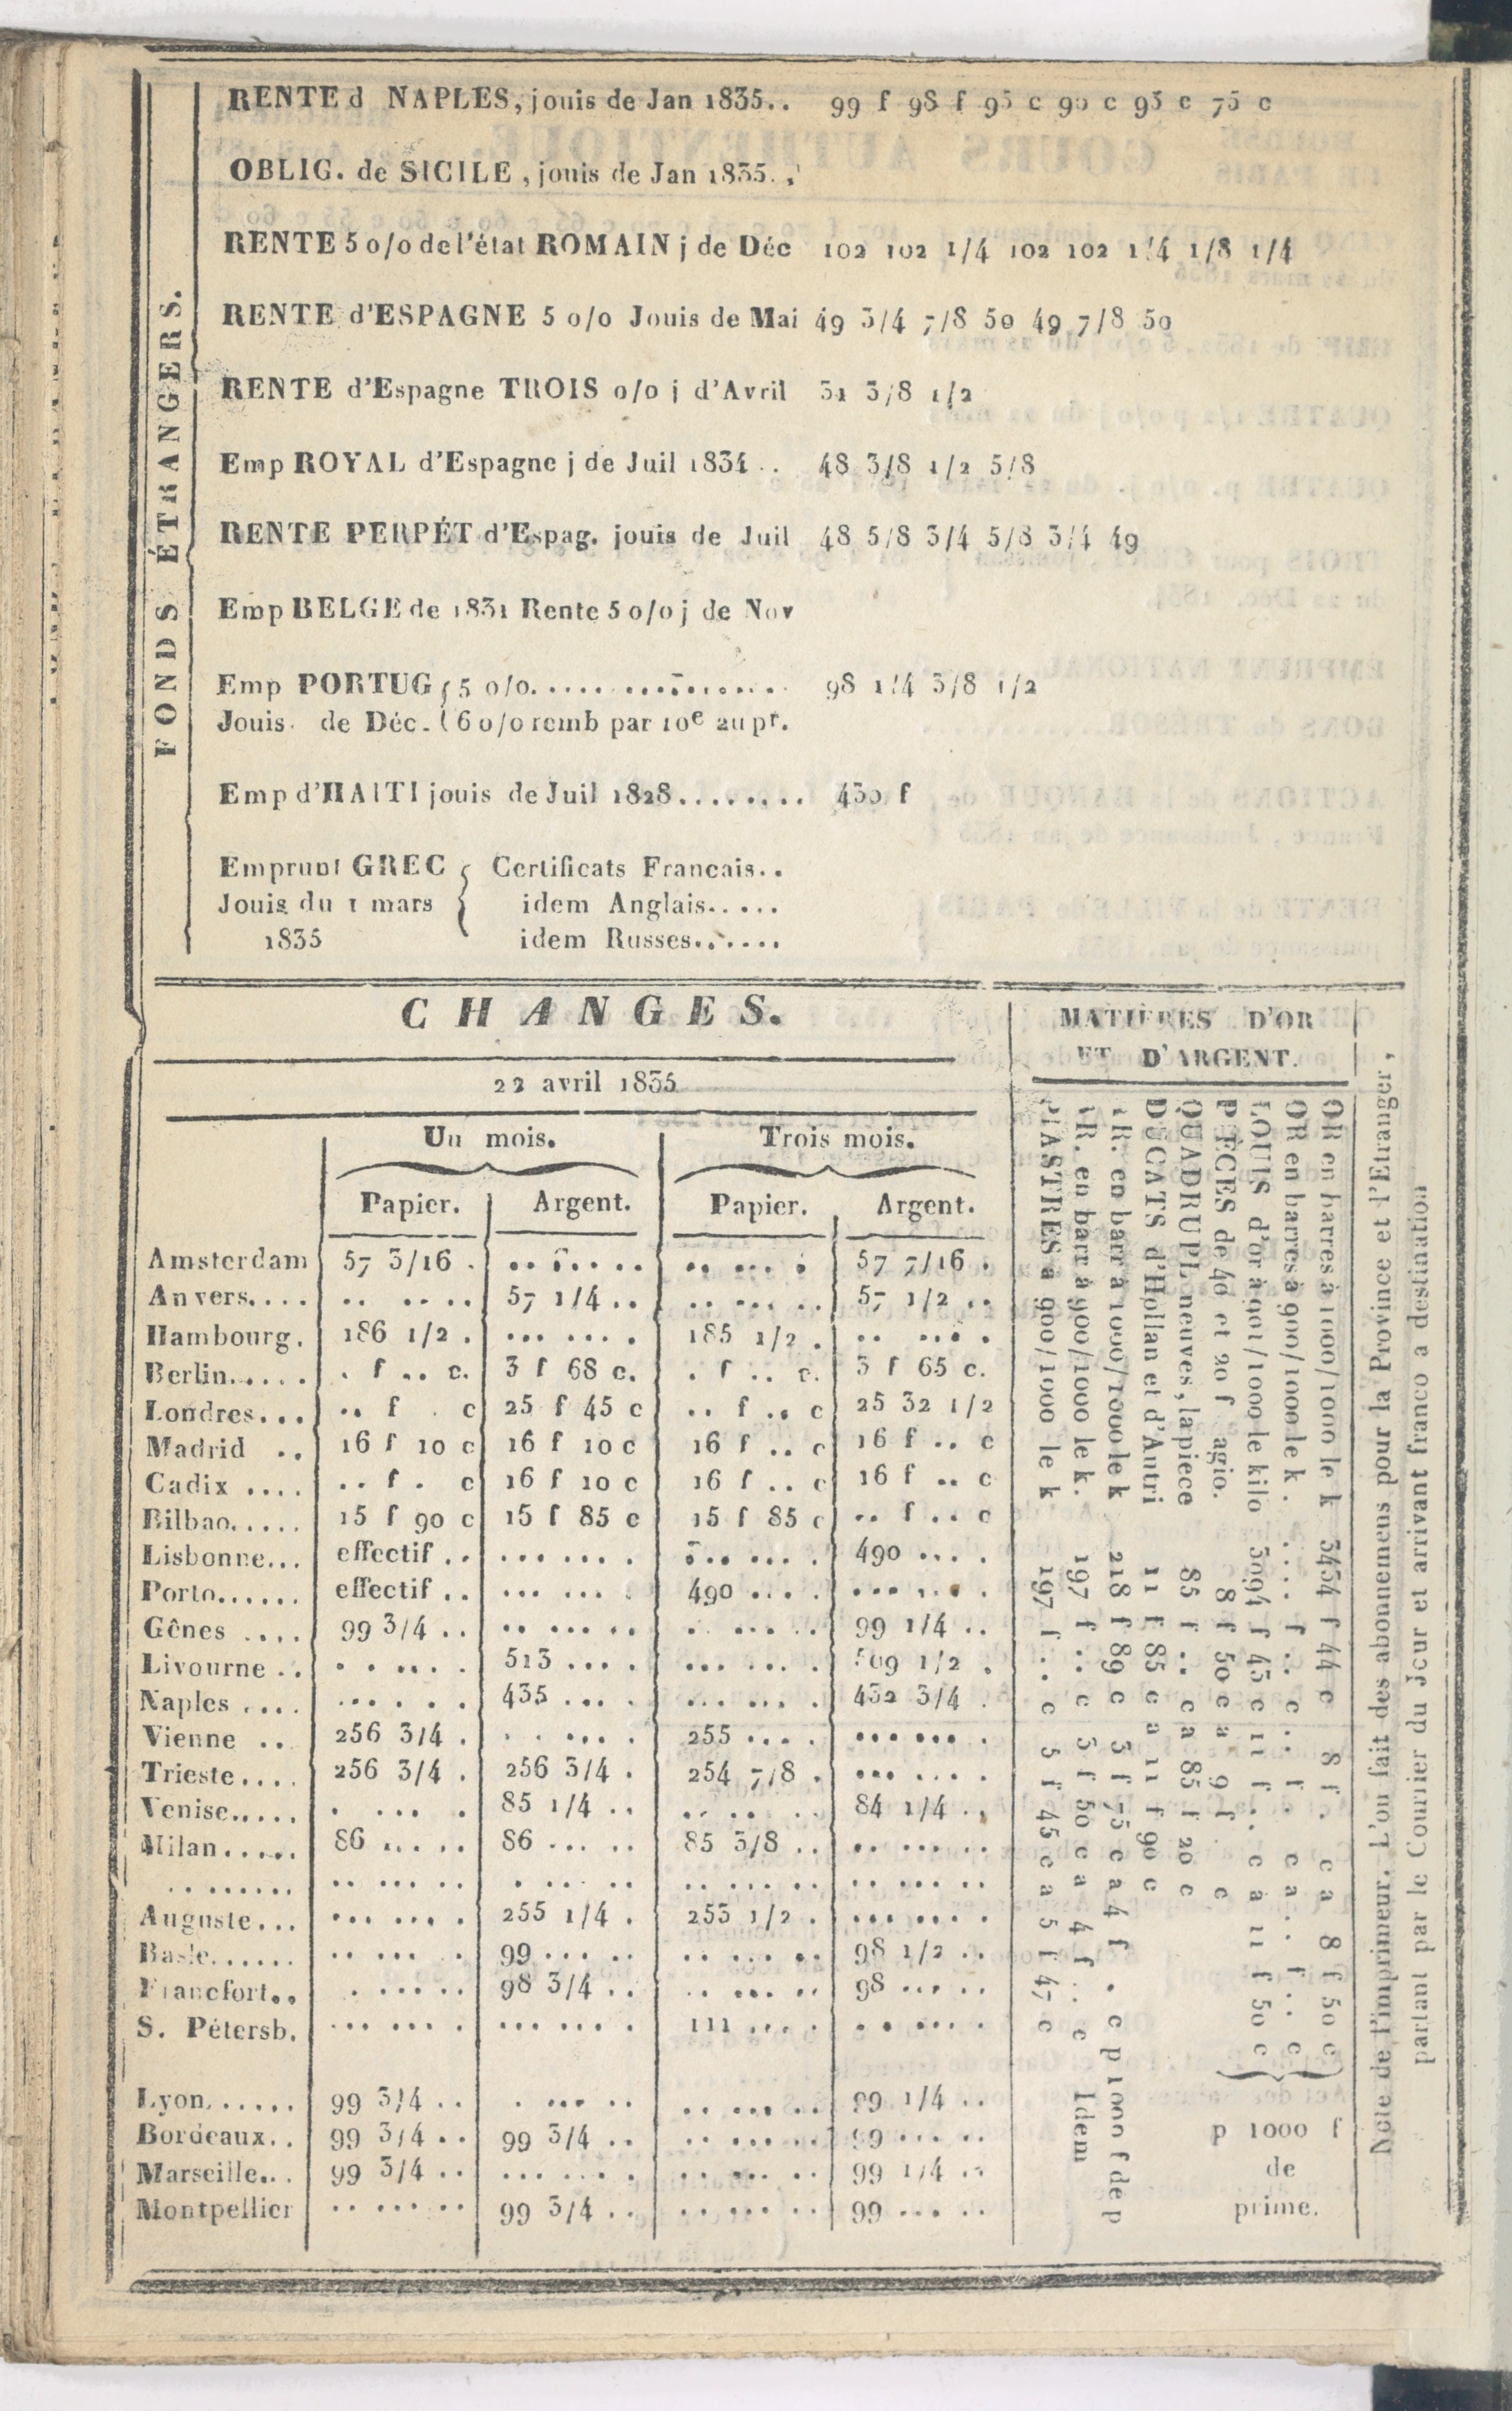 RENTE d NAPLES, jouis de Jan 1835.. 99 f 98 f 95 c 90 c 95 c 75 c
OBLIG. de SICILE, jouis de Jan 1835.
RENTE 5 o/o de l'état ROMAIN j de Déc 102 102 1/4 102 102 1/4 1/8 1/4
RENTE d'ESPAGNE 5 o/o Jouis de Mai 49 3/4 7/8 50 49 7/8 50
RENTE d'Espagne TROIS o/o j d'Avril 31 3/8 1/2
Emp ROYAL d'Espagne j de Juil 1834.. 48 3/8 1/2 5/8
RENTE PERPÉT d'Espag. jouis de Juil 48 5/8 3/4 5/8 3/4 49
Emp BELGE de 1831 Rente 5 o/o j de Nov
Emp PORTUG { 5 o/o.................. 98 1/4 3/8 1/2
Jouis. de Déc. { 6 o/o remb par 10e au pr.
Emp d'HAITI jouis de Juil 1828........ 430 f
Emprunt GREC { Certificats Francais..
Jouis du 1 mars idem Anglais.....
1835 idem Russes.......
FONDS ÉTRANGERS.
CHANGES.
22 avril 1835
Un mois. Trois mois.
Papier. Argent. Papier. Argent.
Amsterdam 57 3/16 . .. ... .. .. ... . 57 7/16 .
Anvers.... .. ... .. 57 1/4 .. .. ... .. 57 1/2 ..
Hambourg. 186 1/2 . ... ... . 185 1/2 . .. ... .
Berlin...... . f .. c. 3 f 68 c. . f .. c. 3 f 65 c.
Londres... .. f . c 25 f 45 c .. f .. c 25 32 1/2
Madrid .. 16 f 10 c 16 f 10 c 16 f .. c 16 f .. c
Cadix .... .. f . c 16 f 10 c 16 f .. c 16 f .. c
Bilbao..... 15 f 90 c 15 f 85 c 15 f 85 c .. f .. c
Lisbonne... effectif .. ... ... . ... ... . 490 ... .
Porto...... effectif .. ... ... . 490 ... . ... ... .
Gênes .... 99 3/4 .. .. ... .. .. ... .. 99 1/4 ..
Livourne .. . . ... . 513 ... . ... ... . 509 1/2 .
Naples .... ... . . . 435 ... . ... ... . 432 3/4 .
Vienne .. 256 3/4 . . . ... . 255 ... . ... ... .
Trieste.... 256 3/4 . 256 3/4 . 254 7/8 . ... ... .
Venise..... . ... . 85 1/4 .. .. ... .. 84 1/4 ..
Milan..... 86 ... .. 86 ... .. 85 3/8 .. .. ... ..
........ .. ... .. . ... .. .. ... .. .. ... ..
Auguste... ... ... . 255 1/4 . 253 1/2 . ... ... .
Basle...... .. ... . 99 ... .. .. ... .. 98 1/2 ..
Francfort.. . ... .. 98 3/4 .. .. ... .. 98 ... ..
S. Pétersb. ... ... . ... ... . 111 ... . . . ... .
Lyon...... 99 3/4 .. . ... .. .. ... .. 99 1/4 ..
Bordeaux.. 99 3/4 .. 99 3/4 .. .. ... .. 99 ... ..
Marseille... 99 3/4 .. ... ... . .. ... .. 99 1/4 ..
Montpellier .. ... .. 99 3/4 .. .. ... .. 99 ... ..
MATIÈRES D'OR
ET D'ARGENT.
OR en barres à 1000/1000 le k 3434 f 44 c 8 f . c a 8 f 50 c
OR en barres à 900/1000 le k . .... f .. c .. f . c a .. f .. c
LOUIS d'or à 901/1000 le kilo 3094 f 43 c 11 f .. c à 11 f 50 c
PIÈCES de 40 et 20 f agio. 8 f 50 c a 9 f . c
QUADRUPL neuves, la piece 85 f .. c a 85 f 20 c
DUCATS d'Hollan et d'Autri 11 f 85 c a 11 f 90 c
AR. en barr à 1000/1000 le k 218 f 89 c 3 f 75 c a 4 f . c p 1000 f de p
AR. en barr à 900/1000 le k. 197 f .. c 3 f 50 c a 4 f .. c Idem
PIASTRES a 900/1000 le k 197 f .. c 5 f 45 c a 5 f 47 c
p 1000 f
de
prime.
Note de l'imprimeur. L'on fait des abonnemens pour la Province et l'Etranger,
partant par le Courrier du Jour et arrivant franco a destination